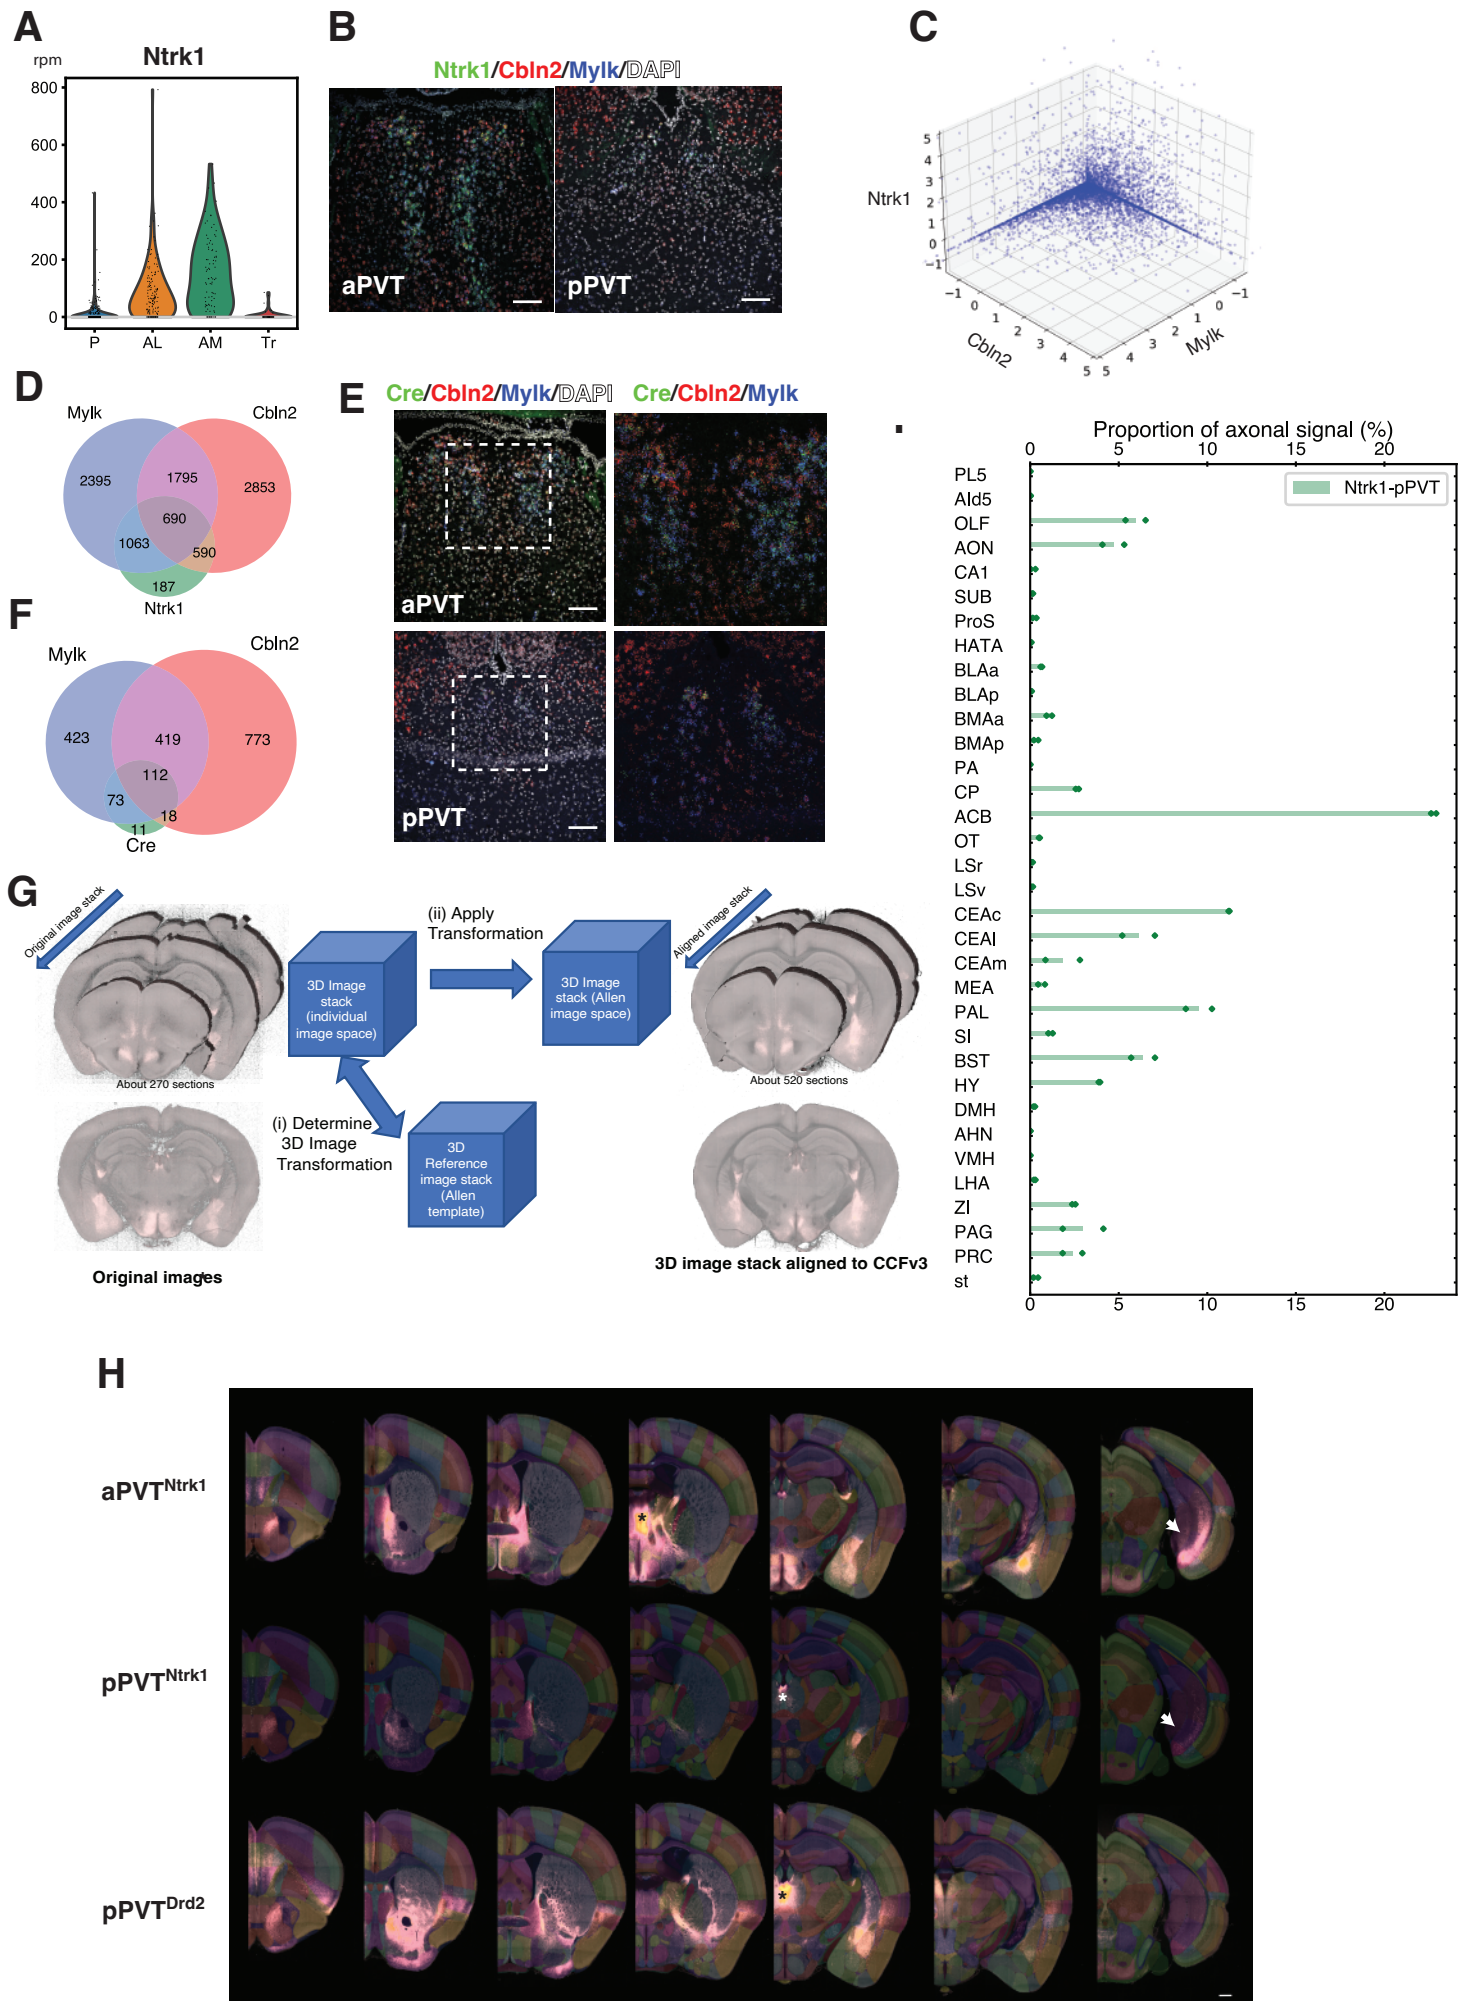 A
Ntrk1
rpm
800
600
400
200
0
P AL AM Tr
B
Ntrk1/Cbln2/Mylk/DAPI
aPVT
pPVT
C
Ntrk1
5
4
3
2
1
0
−1
−1 0 1 2 3 4 5
Cbln2
5 4 3 2 1 0 −1
Mylk
D
Mylk
Cbln2
2395
1795
2853
690
1063
590
187
Ntrk1
E
Cre/Cbln2/Mylk/DAPI
Cre/Cbln2/Mylk
aPVT
pPVT
F
Mylk
Cbln2
423
419
773
112
73
18
11
Cre
G
Original image stack
About 270 sections
3D Image
stack
(individual
image space)
(ii) Apply
Transformation
3D Image
stack (Allen
image space)
Aligned image stack
About 520 sections
(i) Determine
3D Image
Transformation
3D
Reference
image stack
(Allen
template)
Original images
3D image stack aligned to CCFv3
Proportion of axonal signal (%)
0 5 10 15 20
Ntrk1-pPVT
PL5
AId5
OLF
AON
CA1
SUB
ProS
HATA
BLAa
BLAp
BMAa
BMAp
PA
CP
ACB
OT
LSr
LSv
CEAc
CEAl
CEAm
MEA
PAL
SI
BST
HY
DMH
AHN
VMH
LHA
ZI
PAG
PRC
st
0 5 10 15 20
H
aPVTNtrk1
*
pPVTNtrk1
*
pPVTDrd2
*